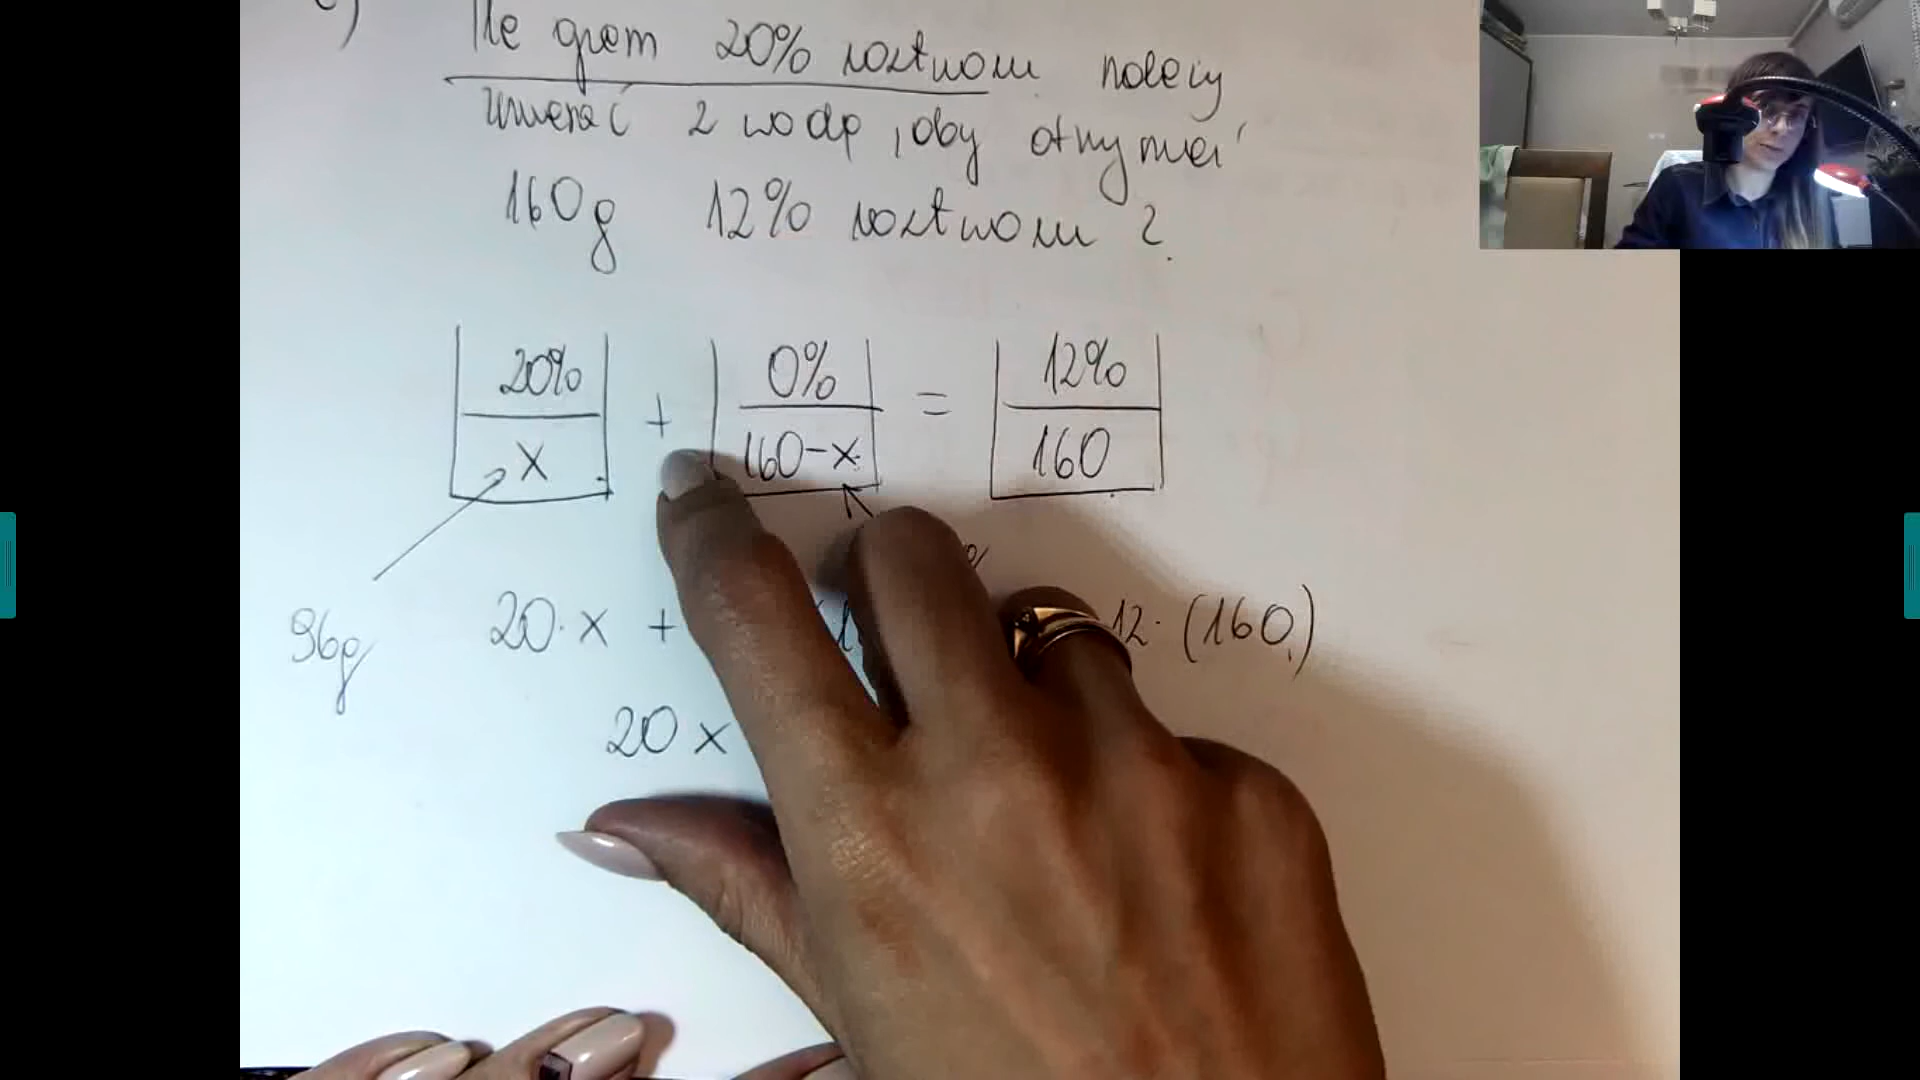 Ile gram 20% roztworu należy
zmieszać z wodą, aby otrzymać
160g 12% roztworu?
20% + 0% = 12%
x 160-x 160
96g 20·x + 12·(160)
20x